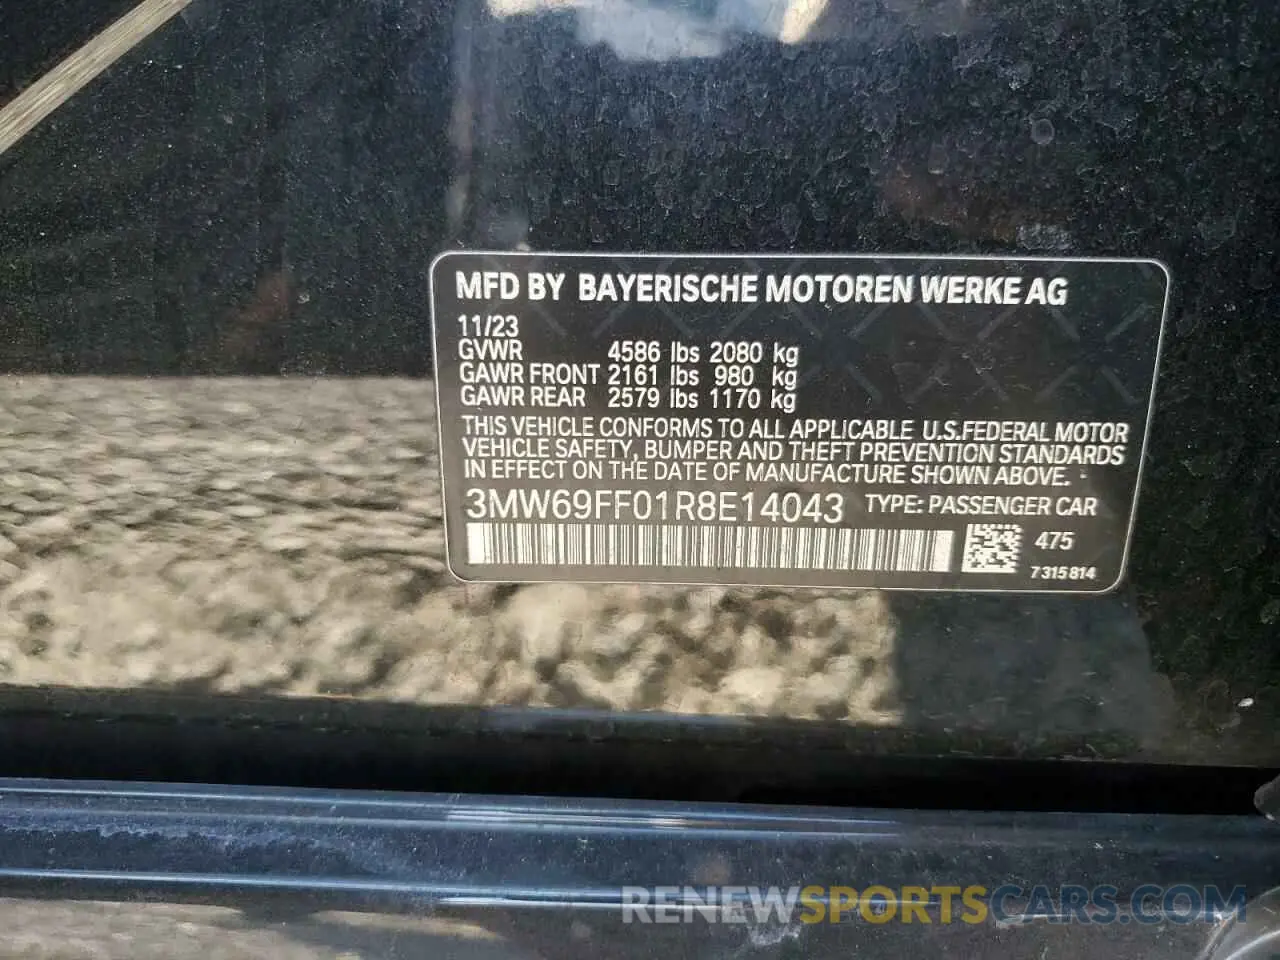 MFD BY BAYERISCHE MOTOREN WERKE AG
11/23
GVWR 4586 lbs 2080 kg
GAWR FRONT 2161 lbs 980 kg
GAWR REAR 2579 lbs 1170 kg
THIS VEHICLE CONFORMS TO ALL APPLICABLE U.S.FEDERAL MOTOR
VEHICLE SAFETY, BUMPER AND THEFT PREVENTION STANDARDS
IN EFFECT ON THE DATE OF MANUFACTURE SHOWN ABOVE.
3MW69FF01R8E14043 TYPE: PASSENGER CAR
475
7315814
RENEWSPORTSCARS.COM